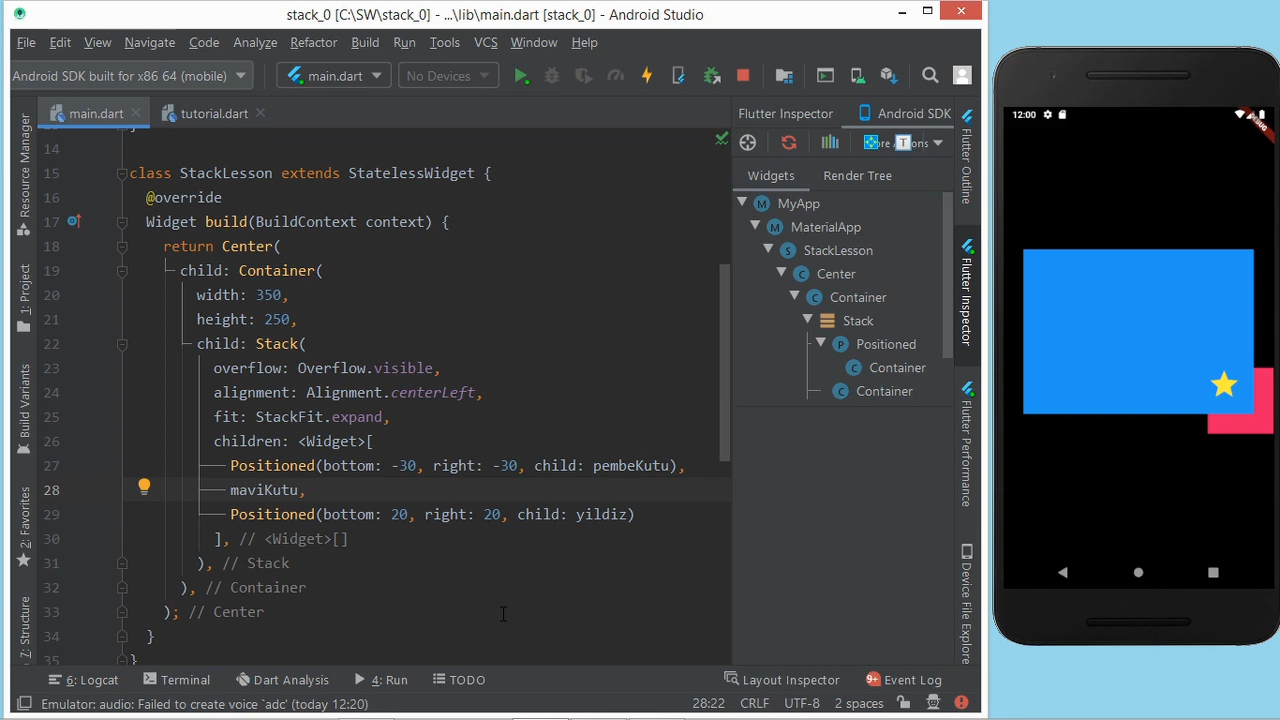 stack_0 [C:\SW\stack_0] - ...\lib\main.dart [stack_0] - Android Studio
File Edit View Navigate Code Analyze Refactor Build Run Tools VCS Window Help
Android SDK built for x86 64 (mobile) main.dart No Devices
main.dart tutorial.dart
14
15 class StackLesson extends StatelessWidget {
16 @override
17 Widget build(BuildContext context) {
18 return Center(
19 child: Container(
20 width: 350,
21 height: 250,
22 child: Stack(
23 overflow: Overflow.visible,
24 alignment: Alignment.centerLeft,
25 fit: StackFit.expand,
26 children: <Widget>[
27 Positioned(bottom: -30, right: -30, child: pembeKutu),
28 maviKutu,
29 Positioned(bottom: 20, right: 20, child: yildiz)
30 ], // <Widget>[]
31 ), // Stack
32 ), // Container
33 ); // Center
34 }
35 }
Resource Manager
1: Project
Build Variants
2: Favorites
7: Structure
Flutter Inspector Android SDK
T
Widgets Render Tree
MyApp
MaterialApp
StackLesson
Center
Container
Stack
Positioned
Container
Container
Flutter Outline
Flutter Inspector
Flutter Performance
Device File Explore
6: Logcat Terminal Dart Analysis 4: Run TODO Layout Inspector 9+ Event Log
Emulator: audio: Failed to create voice `adc' (today 12:20) 28:22 CRLF UTF-8 2 spaces
12:00
DEBUG